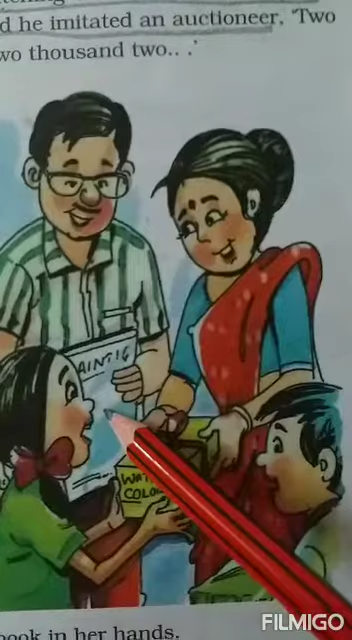 d he imitated an auctioneer, 'Two
wo thousand two.. .'
AINTIG
WAT
COLO
book in her hands.
FILMIGO